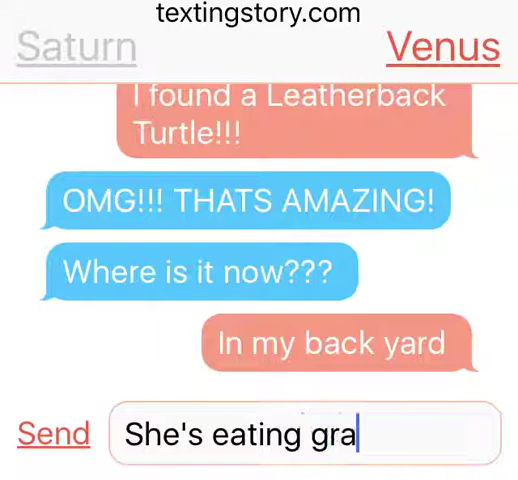 textingstory.com
Saturn
Venus
I found a Leatherback
Turtle!!!
OMG!!! THATS AMAZING!
Where is it now???
In my back yard
Send
She's eating gra